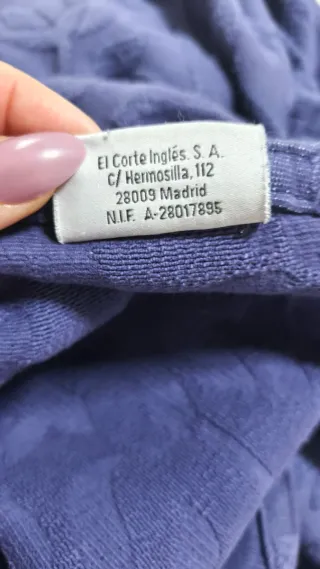 El Corte Inglés. S. A.
C/ Hermosilla, 112
28009 Madrid
N.I.F. A-28017895